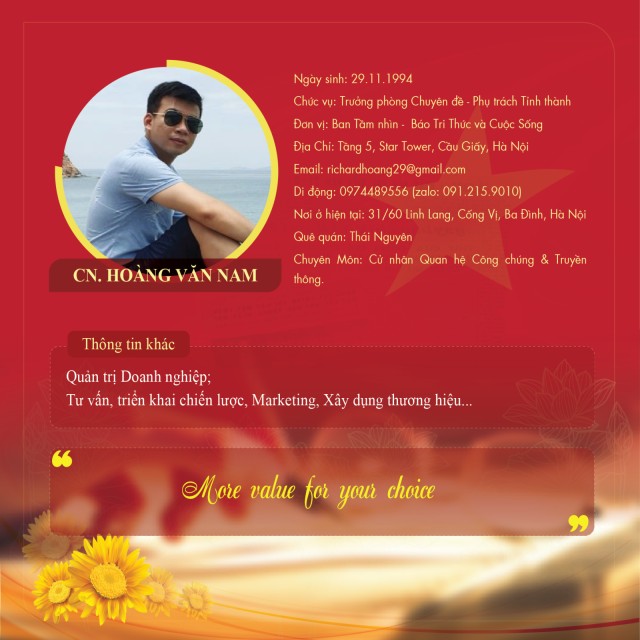 Ngày sinh: 29.11.1994
Chức vụ: Trưởng phòng Chuyên đề - Phụ trách Tỉnh thành
Đơn vị: Ban Tầm nhìn - Báo Tri Thức và Cuộc Sống
Địa Chỉ: Tầng 5, Star Tower, Cầu Giấy, Hà Nội
Email: richardhoang29@gmail.com
Di động: 0974489556 (zalo: 091.215.9010)
Nơi ở hiện tại: 31/60 Linh Lang, Cống Vị, Ba Đình, Hà Nội
Quê quán: Thái Nguyên
Chuyên Môn: Cử nhân Quan hệ Công chúng & Truyền
thông.
CN. HOÀNG VĂN NAM
Thông tin khác
Quản trị Doanh nghiệp;
Tư vấn, triển khai chiến lược, Marketing, Xây dụng thương hiệu...
“
More value for your choice
”